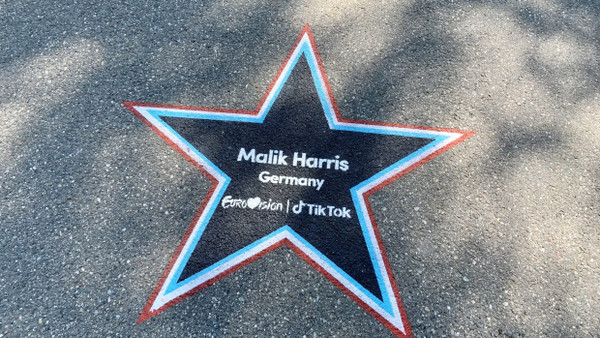 Malik Harris
Germany
EUROVISION | TikTok